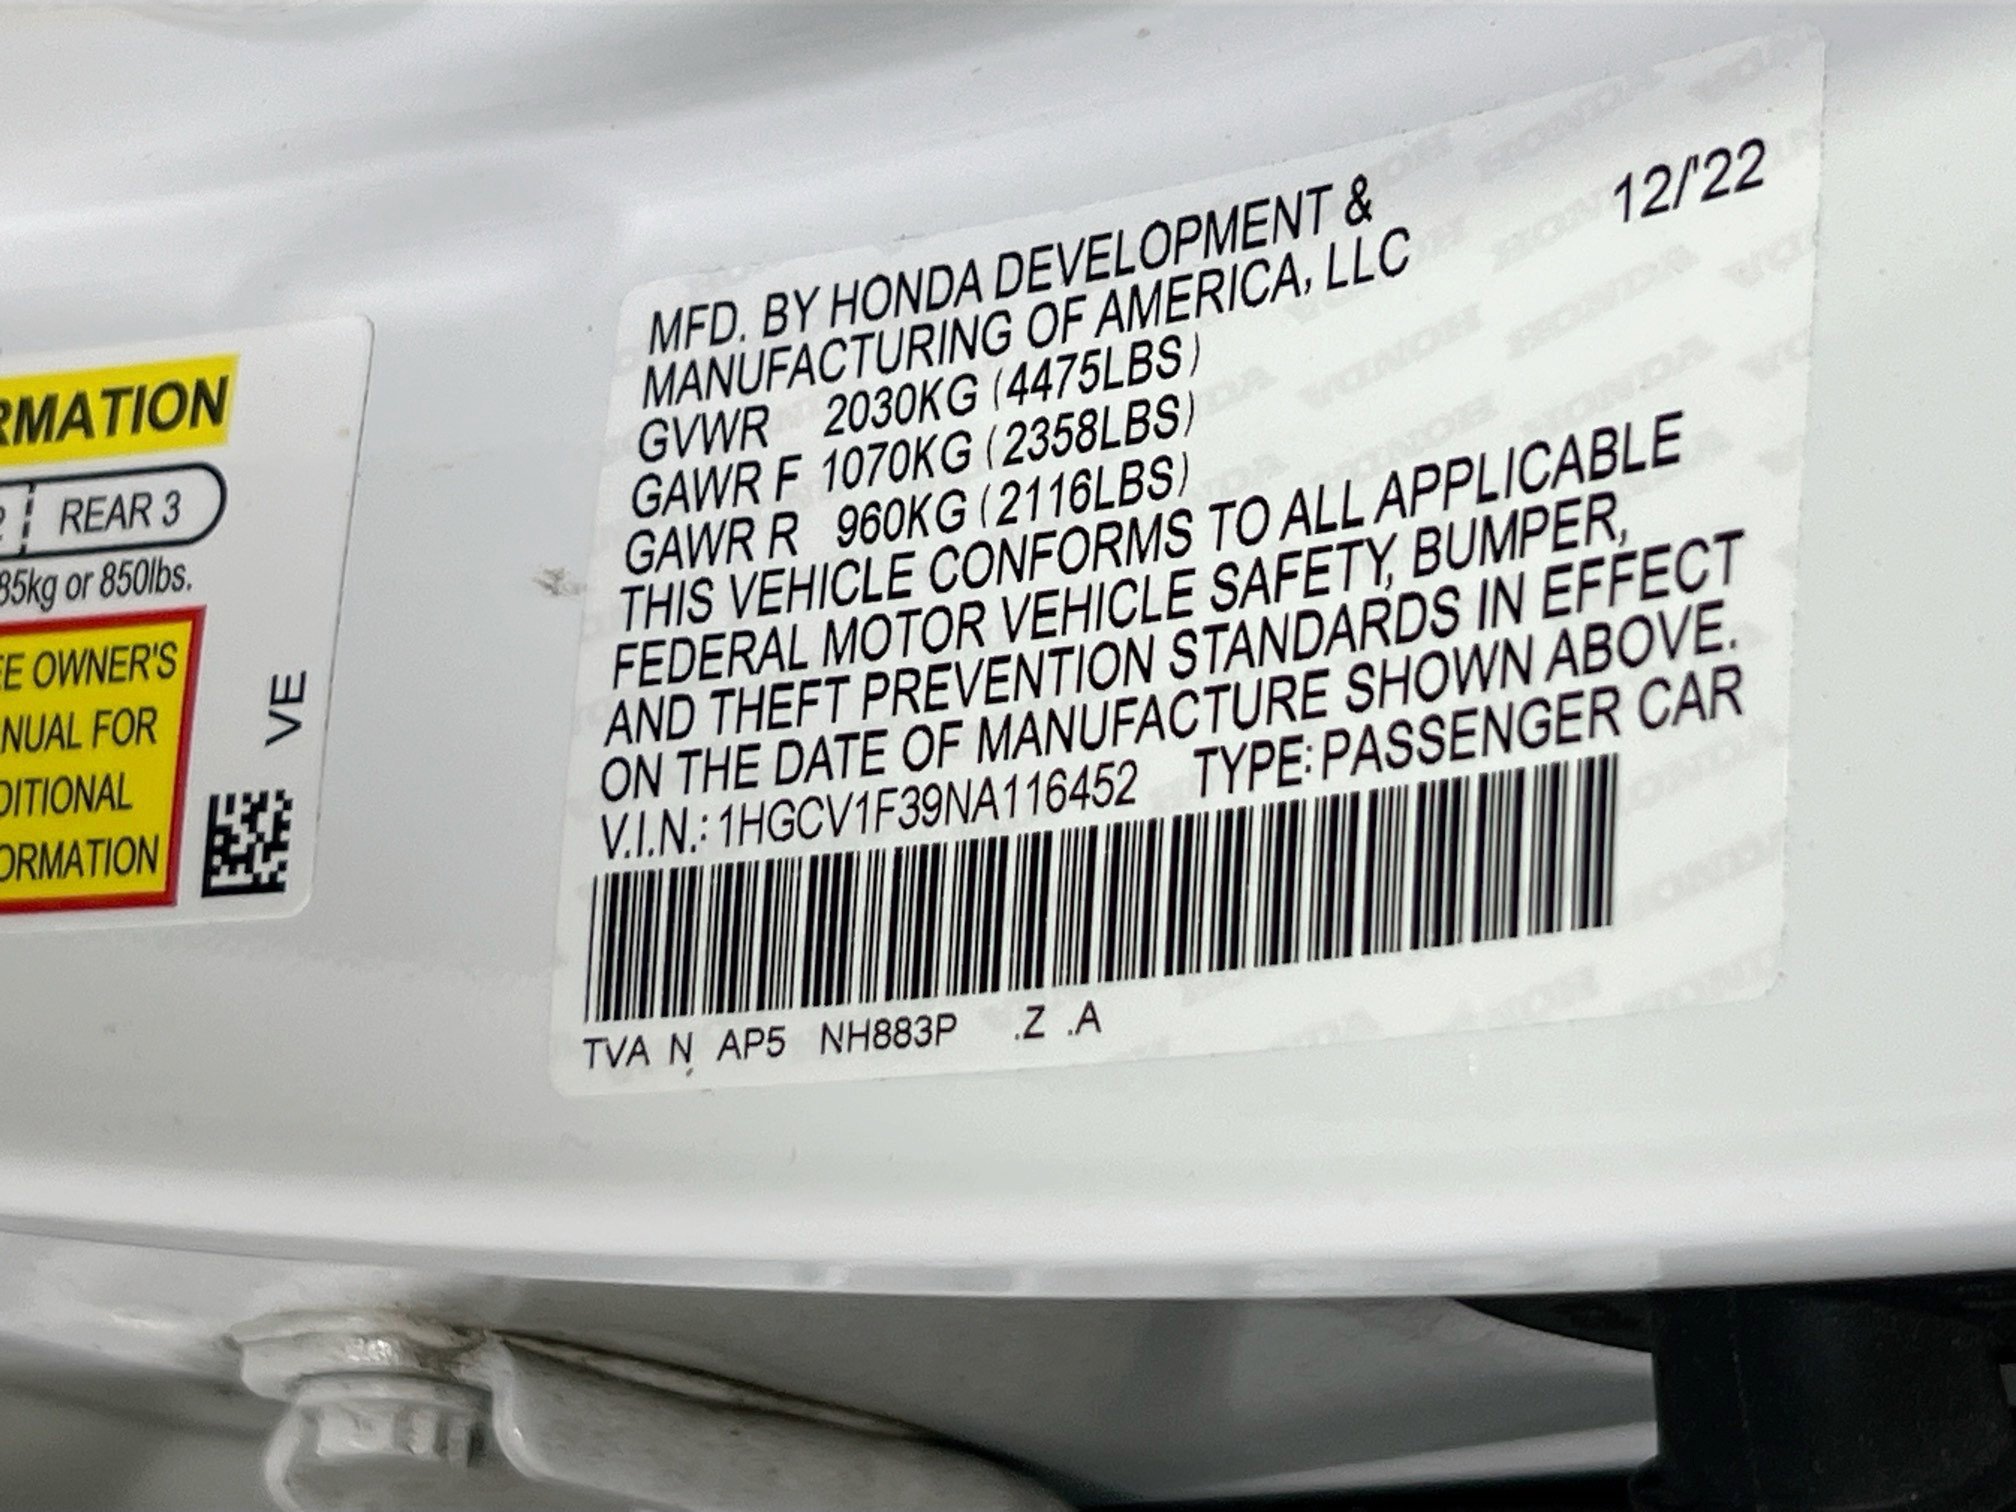 RMATION
2 REAR 3
85kg or 850lbs.
EE OWNER'S
NUAL FOR
DITIONAL
ORMATION
VE
12/'22
MFD. BY HONDA DEVELOPMENT &
MANUFACTURING OF AMERICA, LLC
GVWR 2030KG (4475LBS)
GAWR F 1070KG (2358LBS)
GAWR R 960KG (2116LBS)
THIS VEHICLE CONFORMS TO ALL APPLICABLE
FEDERAL MOTOR VEHICLE SAFETY, BUMPER,
AND THEFT PREVENTION STANDARDS IN EFFECT
ON THE DATE OF MANUFACTURE SHOWN ABOVE.
V.I.N.: 1HGCV1F39NA116452 TYPE: PASSENGER CAR
TVA N AP5 NH883P .Z .A